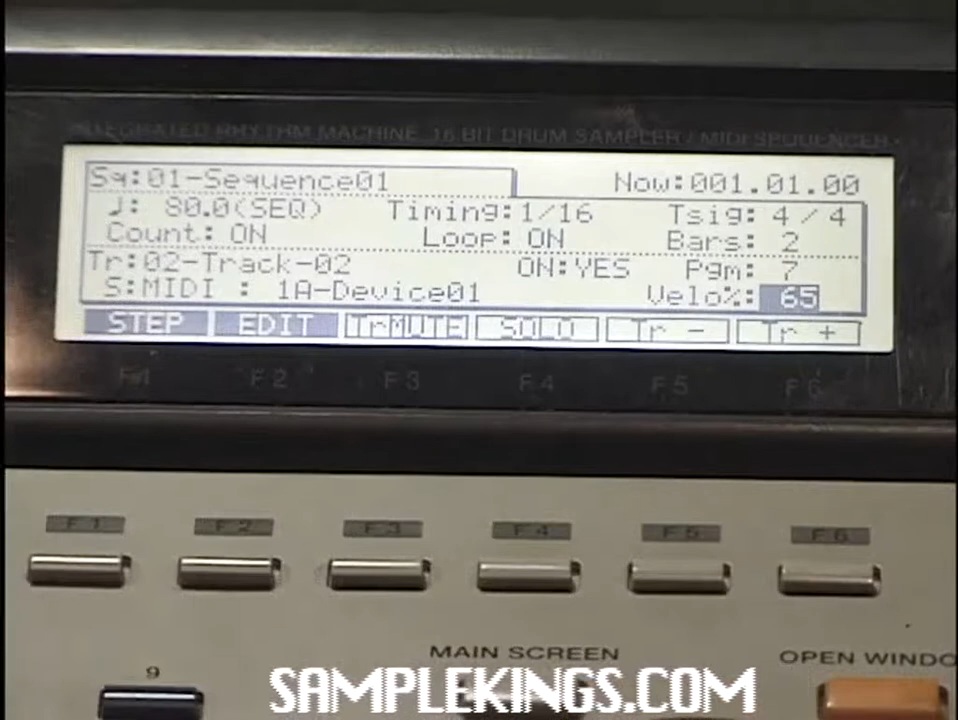 INTEGRATED RHYTHM MACHINE 16 BIT DRUM SAMPLER / MIDI SEQUENCER
Sq:01-Sequence01 Now:001.01.00
♩: 80.0(SEQ) Timing:1/16 Tsig: 4/4
Count: ON Loop: ON Bars: 2
Tr:02-Track-02 ON:YES Pgm: 7
S:MIDI : 1A-Device01 Velo%: 65
STEP EDIT TrMUTE SOLO Tr - Tr +
F1 F2 F3 F4 F5 F6
F1 F2 F3 F4 F5 F6
MAIN SCREEN OPEN WINDO
9
SAMPLEKINGS.COM